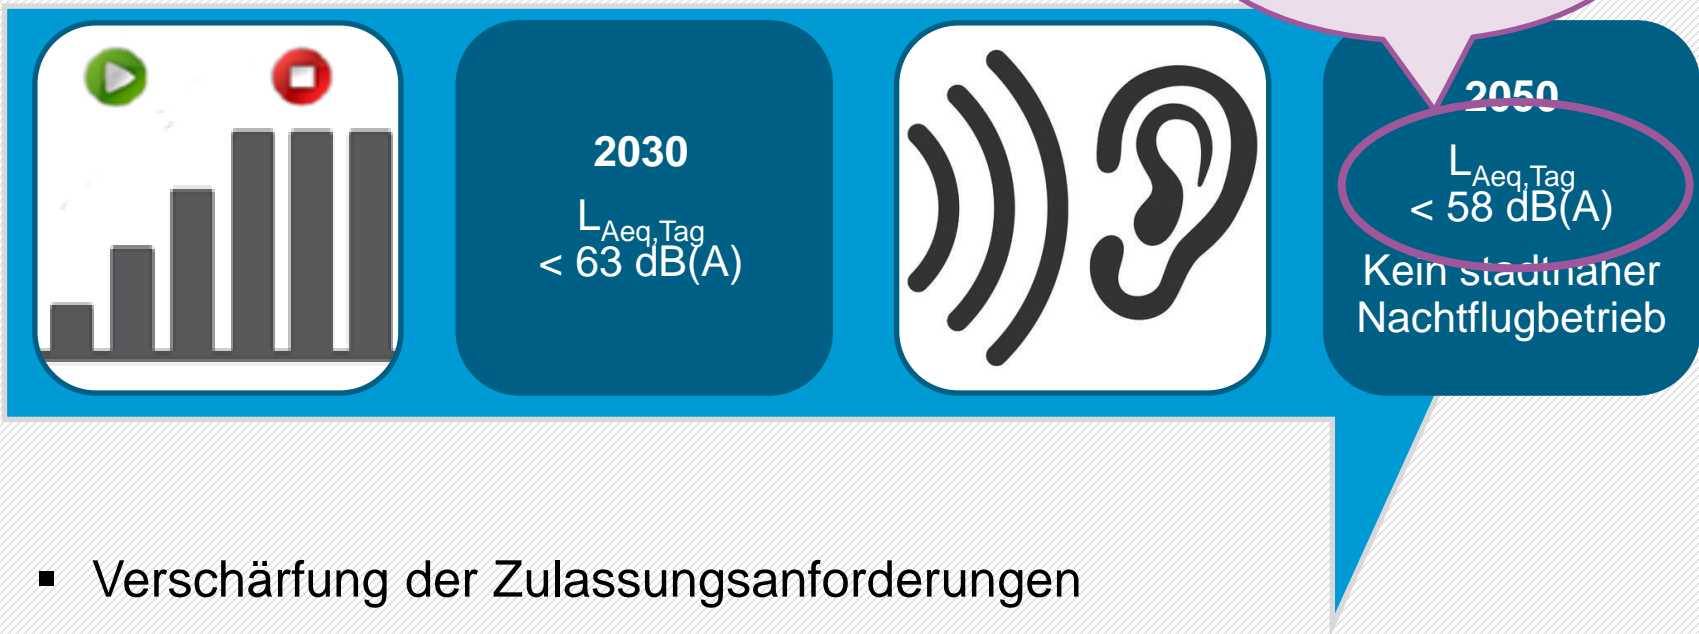 2030
LAeq,Tag
< 63 dB(A)
2050
LAeq,Tag
< 58 dB(A)
Kein stadtnaher
Nachtflugbetrieb
▪ Verschärfung der Zulassungsanforderungen